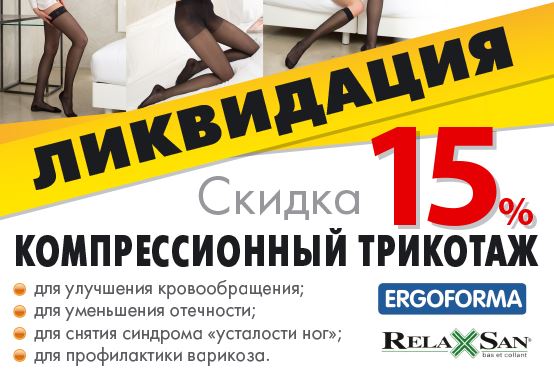 ЛИКВИДАЦИЯ
Скидка 15%
КОМПРЕССИОННЫЙ ТРИКОТАЖ
для улучшения кровообращения;
для уменьшения отечности;
для снятия синдрома «усталости ног»;
для профилактики варикоза.
ERGOFORMA
RELAXSAN®
bas et collant